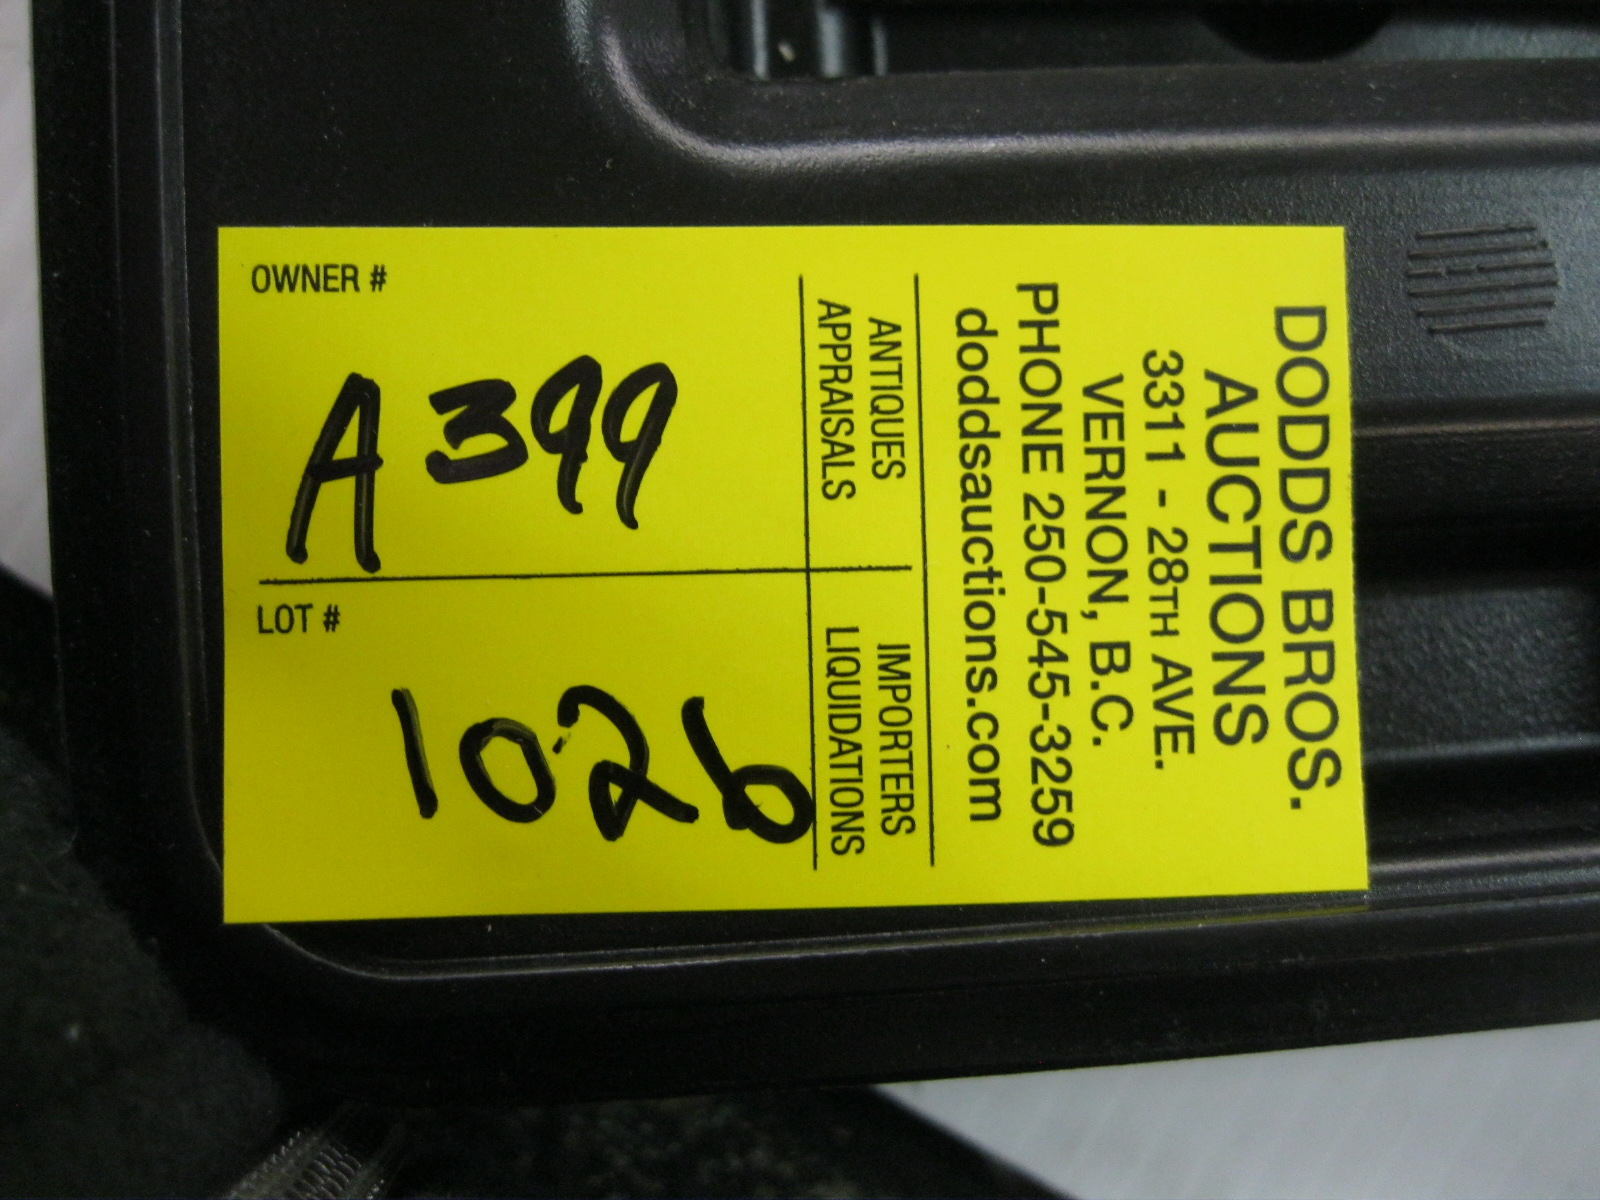 DODDS BROS.
AUCTIONS
3311 - 28TH AVE.
VERNON, B.C.
PHONE 250-545-3259
doddsauctions.com
ANTIQUES IMPORTERS
APPRAISALS LIQUIDATIONS
OWNER #
A399
LOT #
1026